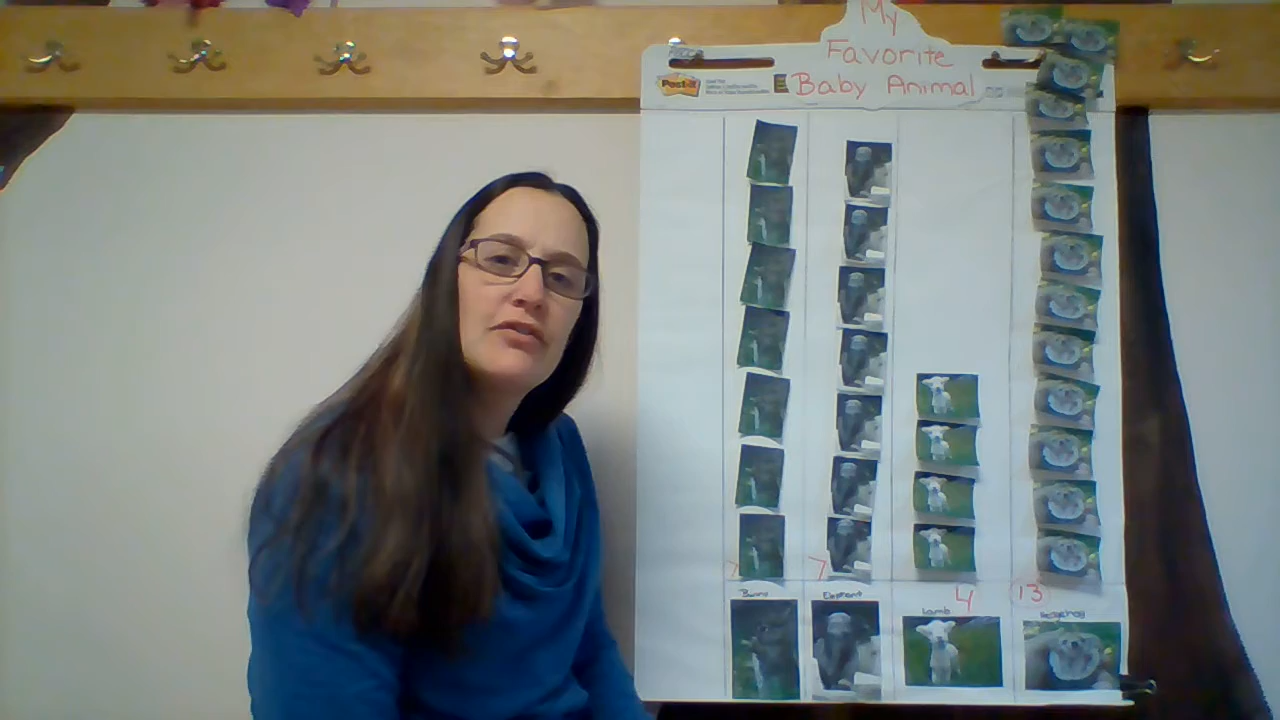 My
Favorite
Baby Animal
Post-it
7
7
4
13
Bunny
Elephant
Lamb
Hedgehog